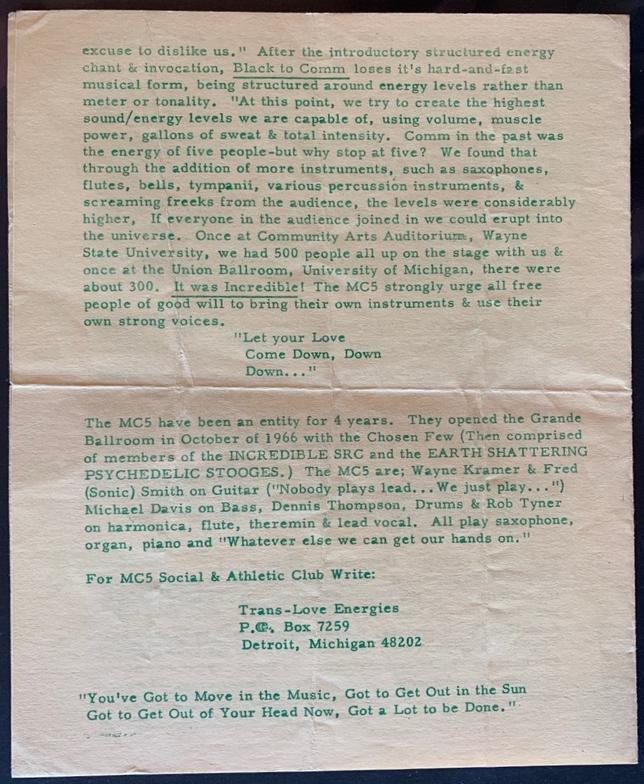 excuse to dislike us." After the introductory structured energy
chant & invocation, Black to Comm loses it's hard-and-fast
musical form, being structured around energy levels rather than
meter or tonality. "At this point, we try to create the highest
sound/energy levels we are capable of, using volume, muscle
power, gallons of sweat & total intensity. Comm in the past was
the energy of five people-but why stop at five? We found that
through the addition of more instruments, such as saxophones,
flutes, bells, tympanii, various percussion instruments, &
screaming freeks from the audience, the levels were considerably
higher, If everyone in the audience joined in we could erupt into
the universe. Once at Community Arts Auditorium, Wayne
State University, we had 500 people all up on the stage with us &
once at the Union Ballroom, University of Michigan, there were
about 300. It was Incredible! The MC5 strongly urge all free
people of good will to bring their own instruments & use their
own strong voices.
"Let your Love
Come Down, Down
Down..."
The MC5 have been an entity for 4 years. They opened the Grande
Ballroom in October of 1966 with the Chosen Few (Then comprised
of members of the INCREDIBLE SRC and the EARTH SHATTERING
PSYCHEDELIC STOOGES.) The MC5 are; Wayne Kramer & Fred
(Sonic) Smith on Guitar ("Nobody plays lead...We just play...")
Michael Davis on Bass, Dennis Thompson, Drums & Rob Tyner
on harmonica, flute, theremin & lead vocal. All play saxophone,
organ, piano and "Whatever else we can get our hands on."
For MC5 Social & Athletic Club Write:
Trans-Love Energies
P.O. Box 7259
Detroit, Michigan 48202
"You've Got to Move in the Music, Got to Get Out in the Sun
Got to Get Out of Your Head Now, Got a Lot to be Done."